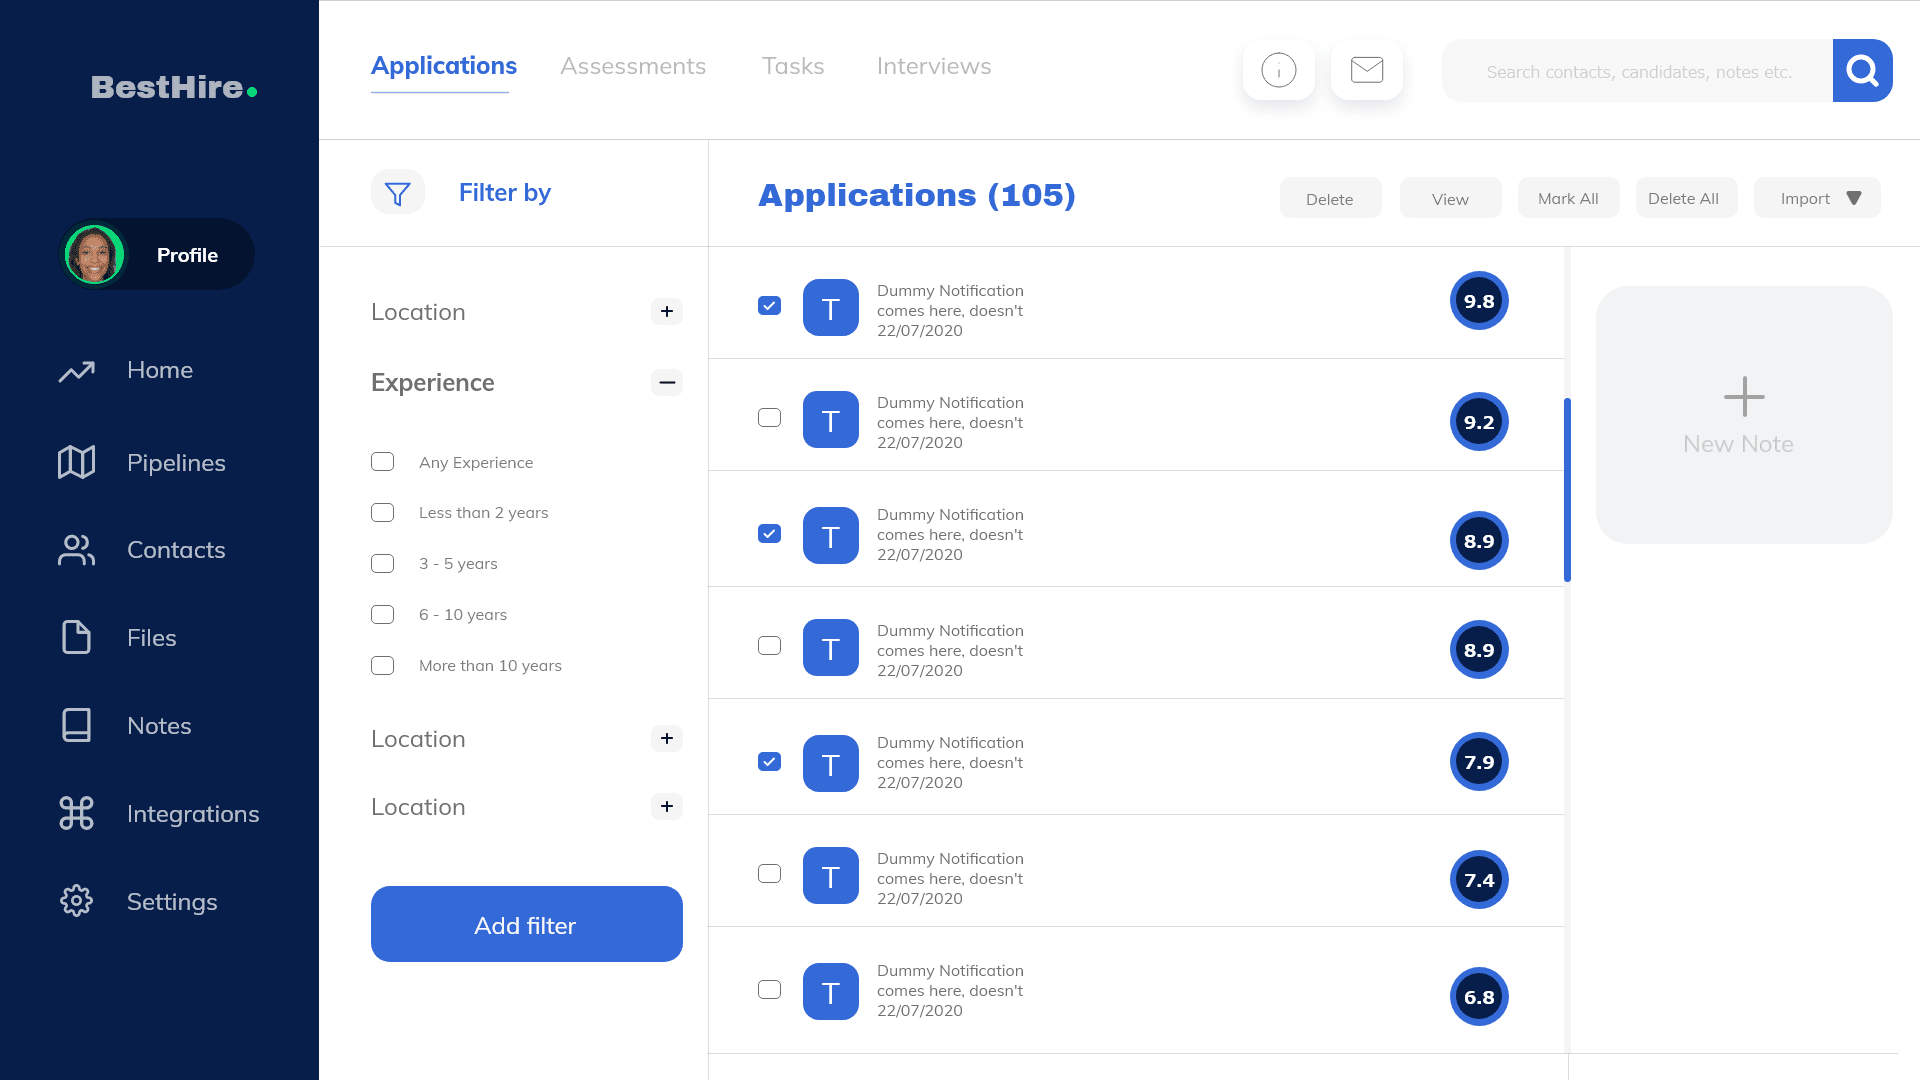 BestHire.
Profile
Home
Pipelines
Contacts
Files
Notes
Integrations
Settings
Applications
Assessments
Tasks
Interviews
Search contacts, candidates, notes etc.
Filter by
Location
Experience
Any Experience
Less than 2 years
3 - 5 years
6 - 10 years
More than 10 years
Location
Location
Add filter
Applications (105)
Delete
View
Mark All
Delete All
Import
T
Dummy Notification
comes here, doesn't
22/07/2020
9.8
T
Dummy Notification
comes here, doesn't
22/07/2020
9.2
T
Dummy Notification
comes here, doesn't
22/07/2020
8.9
T
Dummy Notification
comes here, doesn't
22/07/2020
8.9
T
Dummy Notification
comes here, doesn't
22/07/2020
7.9
T
Dummy Notification
comes here, doesn't
22/07/2020
7.4
T
Dummy Notification
comes here, doesn't
22/07/2020
6.8
New Note